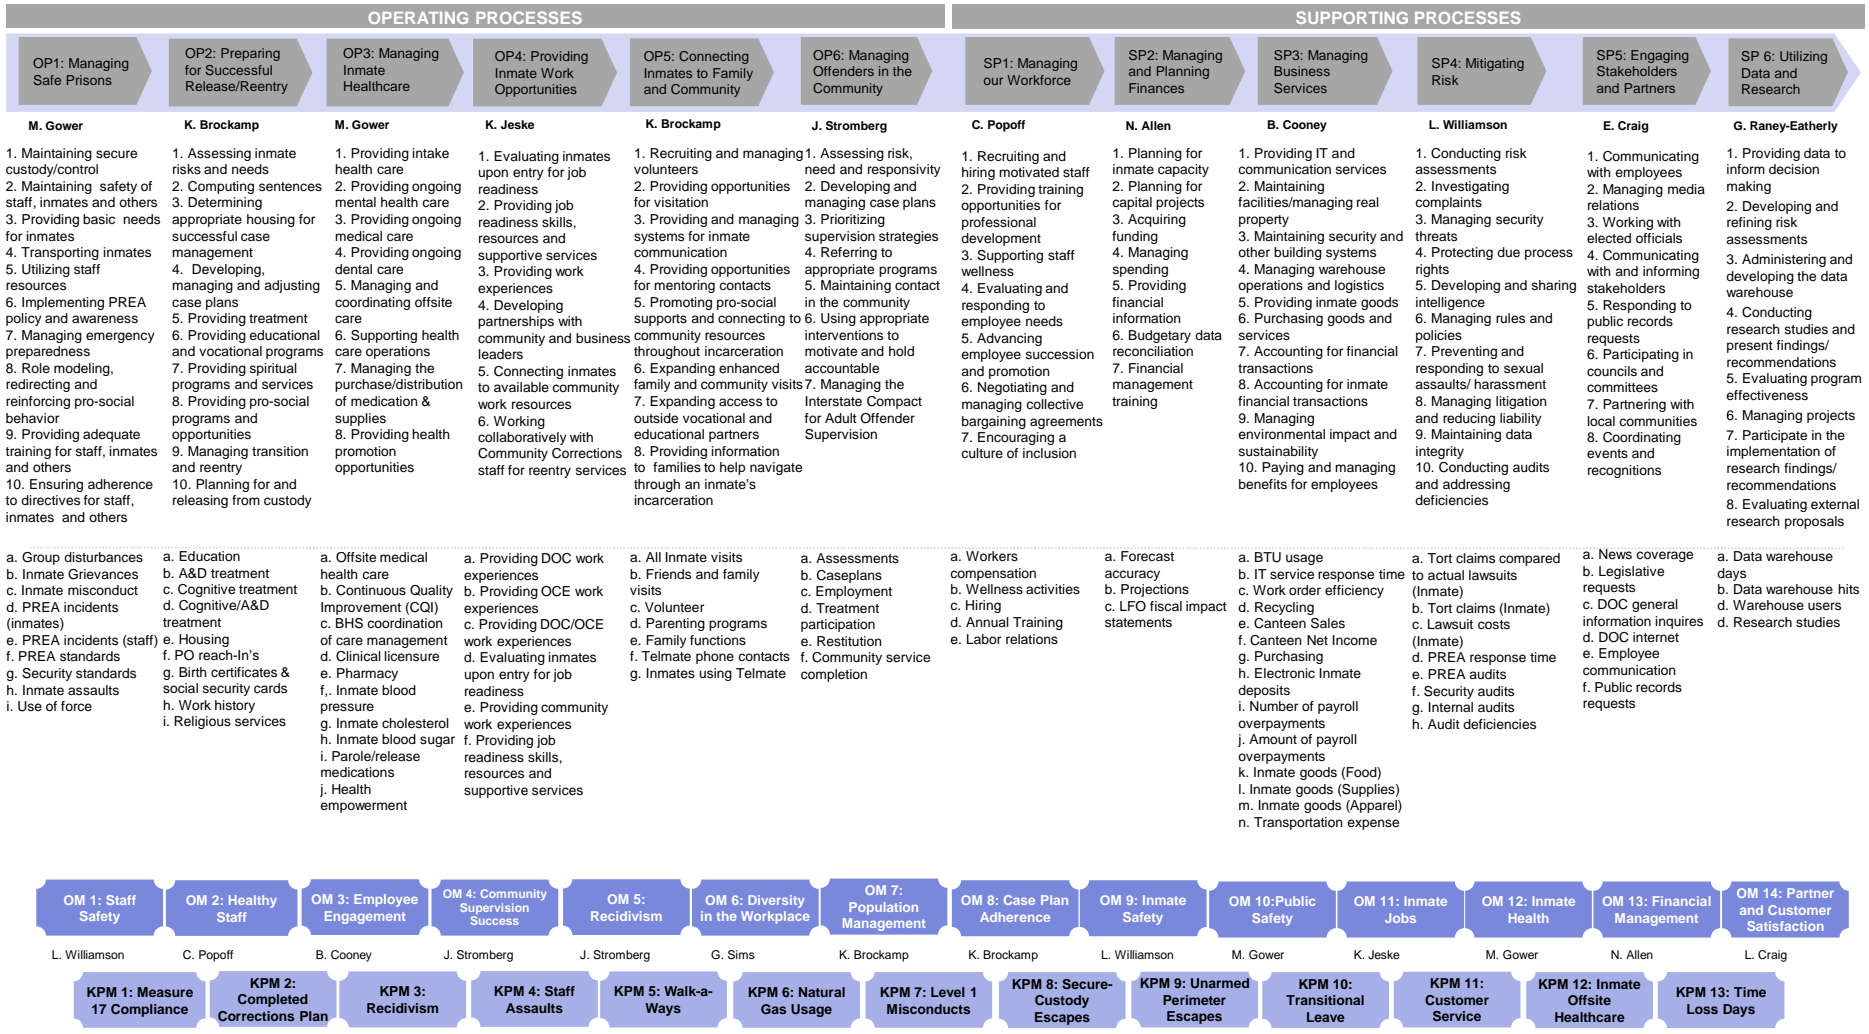 OPERATING PROCESSES
SUPPORTING PROCESSES
OP1: Managing
Safe Prisons
OP2: Preparing
for Successful
Release/Reentry
OP3: Managing
Inmate
Healthcare
OP4: Providing
Inmate Work
Opportunities
OP5: Connecting
Inmates to Family
and Community
OP6: Managing
Offenders in the
Community
SP1: Managing
our Workforce
SP2: Managing
and Planning
Finances
SP3: Managing
Business
Services
SP4: Mitigating
Risk
SP5: Engaging
Stakeholders
and Partners
SP 6: Utilizing
Data and
Research
M. Gower
K. Brockamp
M. Gower
K. Jeske
K. Brockamp
J. Stromberg
C. Popoff
N. Allen
B. Cooney
L. Williamson
E. Craig
G. Raney-Eatherly
1. Maintaining secure
custody/control
2. Maintaining  safety of
staff, inmates and others
3. Providing basic  needs
for inmates
4. Transporting inmates
5. Utilizing staff
resources
6. Implementing PREA
policy and awareness
7. Managing emergency
preparedness
8. Role modeling,
redirecting and
reinforcing pro-social
behavior
9. Providing adequate
training for staff, inmates
and others
10. Ensuring adherence
to directives for staff,
inmates  and others
1. Assessing inmate
risks and needs
2. Computing sentences
3. Determining
appropriate housing for
successful case
management
4.  Developing,
managing and adjusting
case plans
5. Providing treatment
6. Providing educational
and vocational programs
7. Providing spiritual
programs and services
8. Providing pro-social
programs and
opportunities
9. Managing transition
and reentry
10. Planning for and
releasing from custody
1. Providing intake
health care
2. Providing ongoing
mental health care
3. Providing ongoing
medical care
4. Providing ongoing
dental care
5. Managing and
coordinating offsite
care
6. Supporting health
care operations
7. Managing the
purchase/distribution
of medication &
supplies
8. Providing health
promotion
opportunities
1. Evaluating inmates
upon entry for job
readiness
2. Providing job
readiness skills,
resources and
supportive services
3. Providing work
experiences
4. Developing
partnerships with
community and business
leaders
5. Connecting inmates
to available community
work resources
6. Working
collaboratively with
Community Corrections
staff for reentry services
1. Recruiting and managing
volunteers
2. Providing opportunities
for visitation
3. Providing and managing
systems for inmate
communication
4. Providing opportunities
for mentoring contacts
5. Promoting pro-social
supports and connecting to
community resources
throughout incarceration
6. Expanding enhanced
family and community visits
7. Expanding access to
outside vocational and
educational partners
8. Providing information
to  families to help navigate
through an inmate's
incarceration
1. Assessing risk,
need and responsivity
2. Developing and
managing case plans
3. Prioritizing
supervision strategies
4. Referring to
appropriate programs
5. Maintaining contact
in the community
6. Using appropriate
interventions to
motivate and hold
accountable
7. Managing the
Interstate Compact
for Adult Offender
Supervision
1. Recruiting and
hiring motivated staff
2. Providing training
opportunities for
professional
development
3. Supporting staff
wellness
4. Evaluating and
responding to
employee needs
5. Advancing
employee succession
and promotion
6. Negotiating and
managing collective
bargaining agreements
7. Encouraging a
culture of inclusion
1. Planning for
inmate capacity
2. Planning for
capital projects
3. Acquiring
funding
4. Managing
spending
5. Providing
financial
information
6. Budgetary data
reconciliation
7. Financial
management
training
1. Providing IT and
communication services
2. Maintaining
facilities/managing real
property
3. Maintaining security and
other building systems
4. Managing warehouse
operations and logistics
5. Providing inmate goods
6. Purchasing goods and
services
7. Accounting for financial
transactions
8. Accounting for inmate
financial transactions
9. Managing
environmental impact and
sustainability
10. Paying and managing
benefits for employees
1. Conducting risk
assessments
2. Investigating
complaints
3. Managing security
threats
4. Protecting due process
rights
5. Developing and sharing
intelligence
6. Managing rules and
policies
7. Preventing and
responding to sexual
assaults/ harassment
8. Managing litigation
and reducing liability
9. Maintaining data
integrity
10. Conducting audits
and addressing
deficiencies
1. Communicating
with employees
2. Managing media
relations
3. Working with
elected officials
4. Communicating
with and informing
stakeholders
5. Responding to
public records
requests
6. Participating in
councils and
committees
7. Partnering with
local communities
8. Coordinating
events and
recognitions
1. Providing data to
inform decision
making
2. Developing and
refining risk
assessments
3. Administering and
developing the data
warehouse
4. Conducting
research studies and
present findings/
recommendations
5. Evaluating program
effectiveness
6. Managing projects
7. Participate in the
implementation of
research findings/
recommendations
8. Evaluating external
research proposals
a. Group disturbances
b. Inmate Grievances
c. Inmate misconduct
d. PREA incidents
(inmates)
e. PREA incidents (staff)
f. PREA standards
g. Security standards
h. Inmate assaults
i. Use of force
a. Education
b. A&D treatment
c. Cognitive treatment
d. Cognitive/A&D
treatment
e. Housing
f. PO reach-In's
g. Birth certificates &
social security cards
h. Work history
i. Religious services
a. Offsite medical
health care
b. Continuous Quality
Improvement (CQI)
c. BHS coordination
of care management
d. Clinical licensure
e. Pharmacy
f,. Inmate blood
pressure
g. Inmate cholesterol
h. Inmate blood sugar
i. Parole/release
medications
j. Health
empowerment
a. Providing DOC work
experiences
b. Providing OCE work
experiences
c. Providing DOC/OCE
work experiences
d. Evaluating inmates
upon entry for job
readiness
e. Providing community
work experiences
f. Providing job
readiness skills,
resources and
supportive services
a. All Inmate visits
b. Friends and family
visits
c. Volunteer
d. Parenting programs
e. Family functions
f. Telmate phone contacts
g. Inmates using Telmate
a. Assessments
b. Caseplans
c. Employment
d. Treatment
participation
e. Restitution
f. Community service
completion
a. Workers
compensation
b. Wellness activities
c. Hiring
d. Annual Training
e. Labor relations
a. Forecast
accuracy
b. Projections
c. LFO fiscal impact
statements
a. BTU usage
b. IT service response time
c. Work order efficiency
d. Recycling
e. Canteen Sales
f. Canteen Net Income
g. Purchasing
h. Electronic Inmate
deposits
i. Number of payroll
overpayments
j. Amount of payroll
overpayments
k. Inmate goods (Food)
l. Inmate goods (Supplies)
m. Inmate goods (Apparel)
n. Transportation expense
a. Tort claims compared
to actual lawsuits
(Inmate)
b. Tort claims (Inmate)
c. Lawsuit costs
(Inmate)
d. PREA response time
e. PREA audits
f. Security audits
g. Internal audits
h. Audit deficiencies
a. News coverage
b. Legislative
requests
c. DOC general
information inquires
d. DOC internet
e. Employee
communication
f. Public records
requests
a. Data warehouse
days
b. Data warehouse hits
d. Warehouse users
d. Research studies
OM 1: Staff
Safety
OM 2: Healthy
Staff
OM 3: Employee
Engagement
OM 4: Community
Supervision
Success
OM 5:
Recidivism
OM 6: Diversity
in the Workplace
OM 7:
Population
Management
OM 8: Case Plan
Adherence
OM 9: Inmate
Safety
OM 10:Public
Safety
OM 11: Inmate
Jobs
OM 12: Inmate
Health
OM 13: Financial
Management
OM 14: Partner
and Customer
Satisfaction
L. Williamson
C. Popoff
B. Cooney
J. Stromberg
J. Stromberg
G. Sims
K. Brockamp
K. Brockamp
L. Williamson
M. Gower
K. Jeske
M. Gower
N. Allen
L. Craig
KPM 1: Measure
17 Compliance
KPM 2:
Completed
Corrections Plan
KPM 3:
Recidivism
KPM 4: Staff
Assaults
KPM 5: Walk-a-
Ways
KPM 6: Natural
Gas Usage
KPM 7: Level 1
Misconducts
KPM 8: Secure-
Custody
Escapes
KPM 9: Unarmed
Perimeter
Escapes
KPM 10:
Transitional
Leave
KPM 11:
Customer
Service
KPM 12: Inmate
Offsite
Healthcare
KPM 13: Time
Loss Days